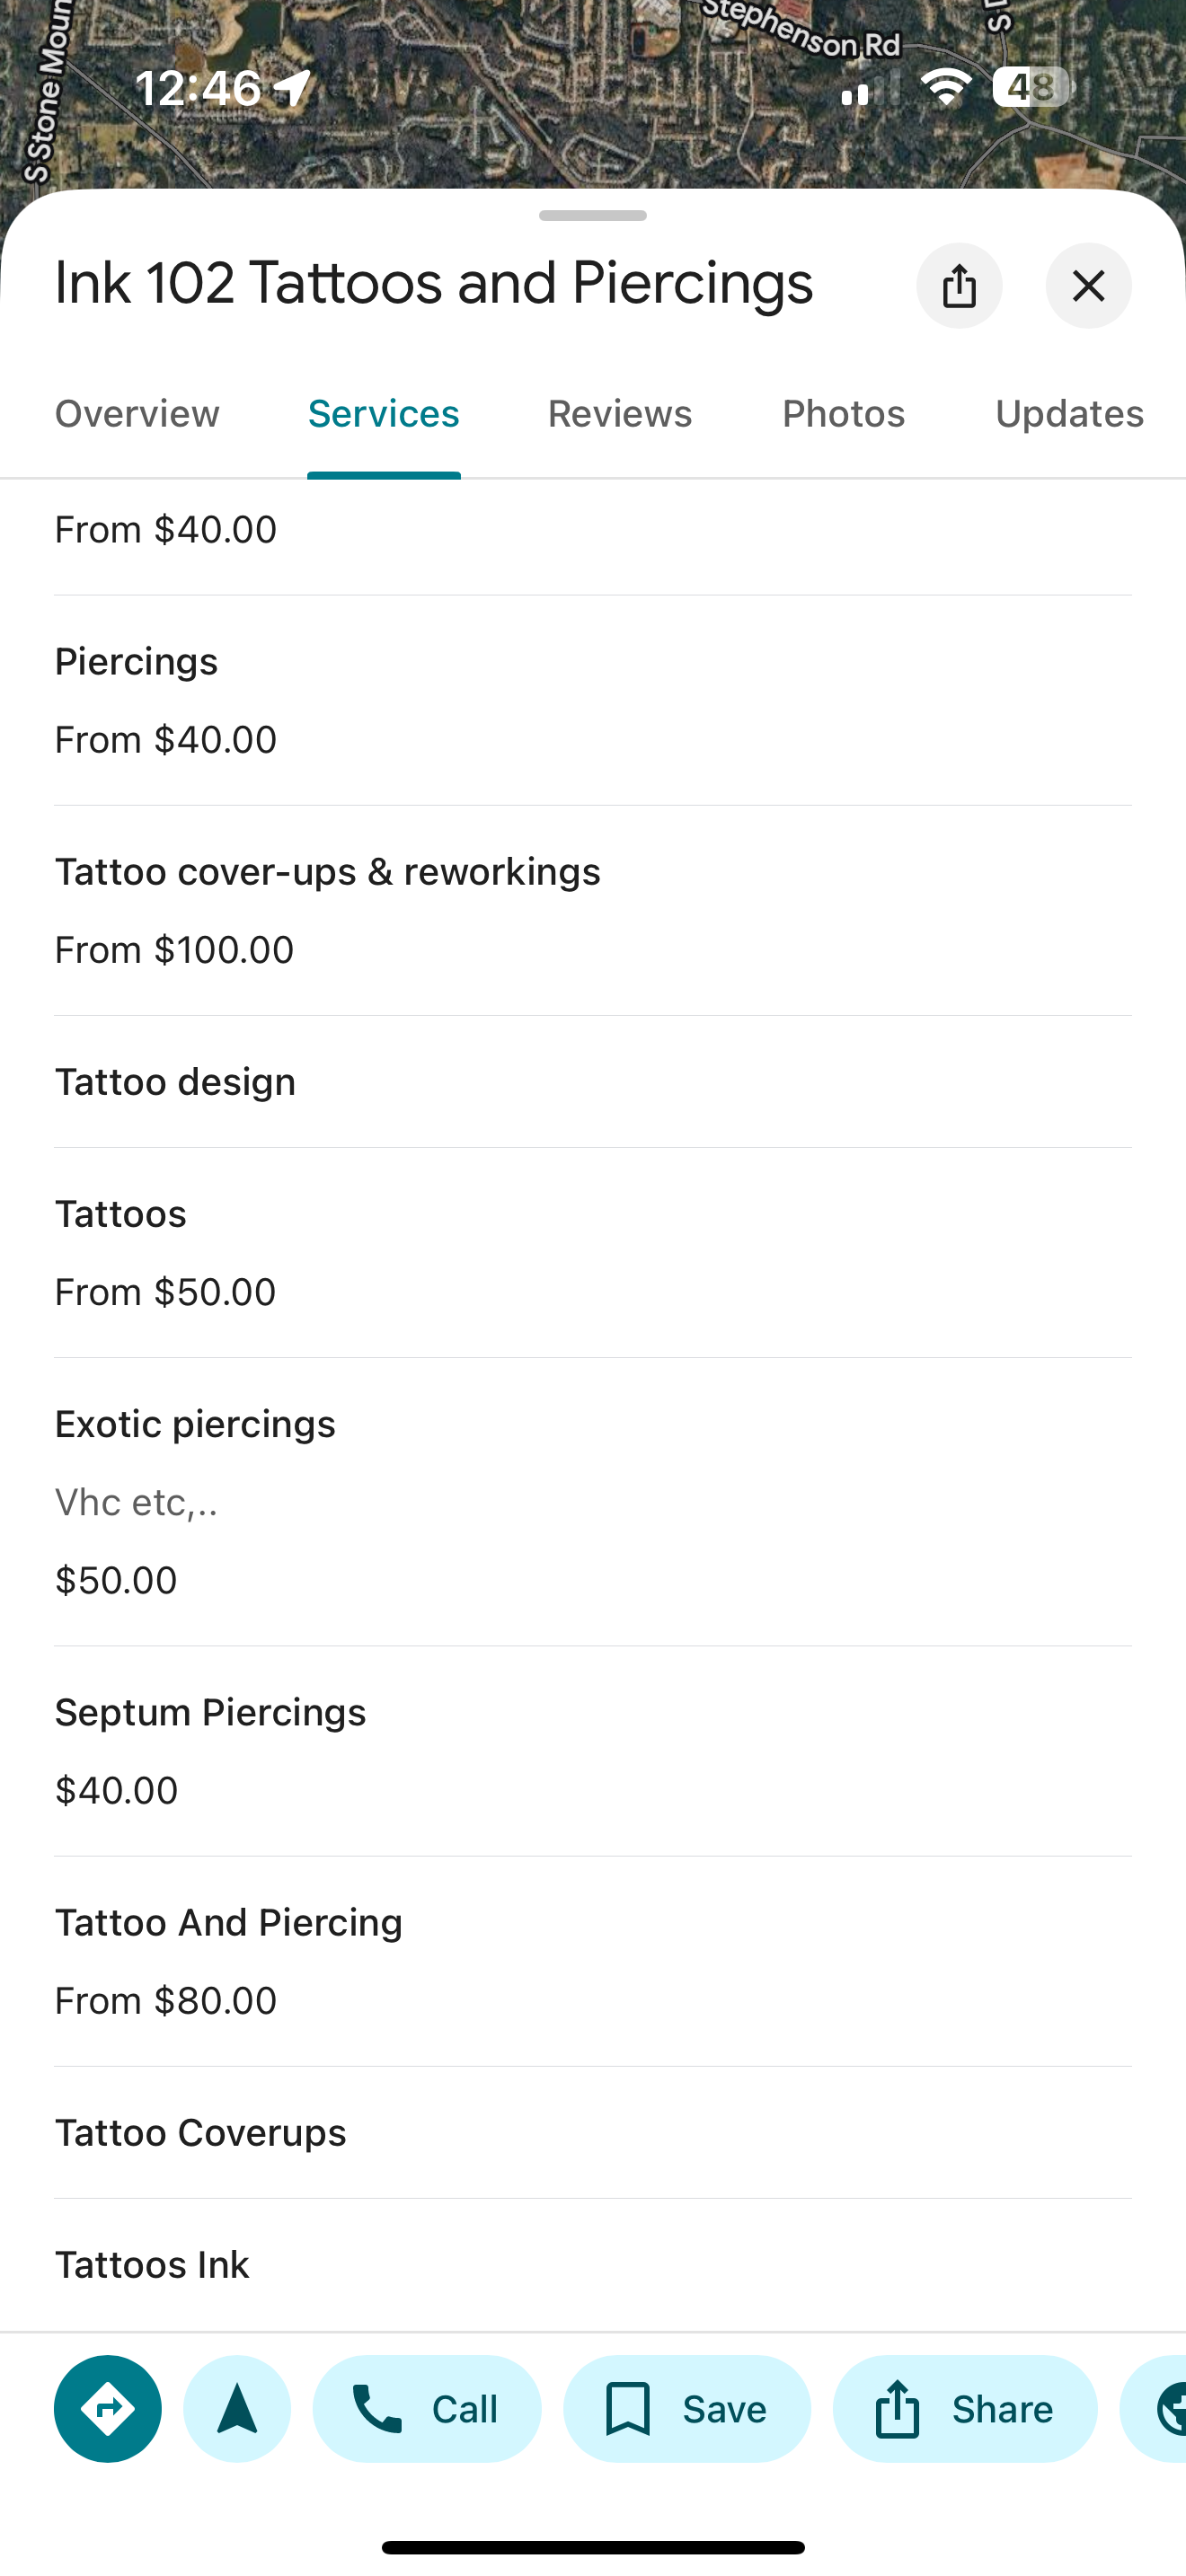 S Stone Moun
Stephenson Rd
12:46
48
Ink 102 Tattoos and Piercings
Overview
Services
Reviews
Photos
Updates
From $40.00
Piercings
From $40.00
Tattoo cover-ups & reworkings
From $100.00
Tattoo design
Tattoos
From $50.00
Exotic piercings
Vhc etc,..
$50.00
Septum Piercings
$40.00
Tattoo And Piercing
From $80.00
Tattoo Coverups
Tattoos Ink
Call
Save
Share